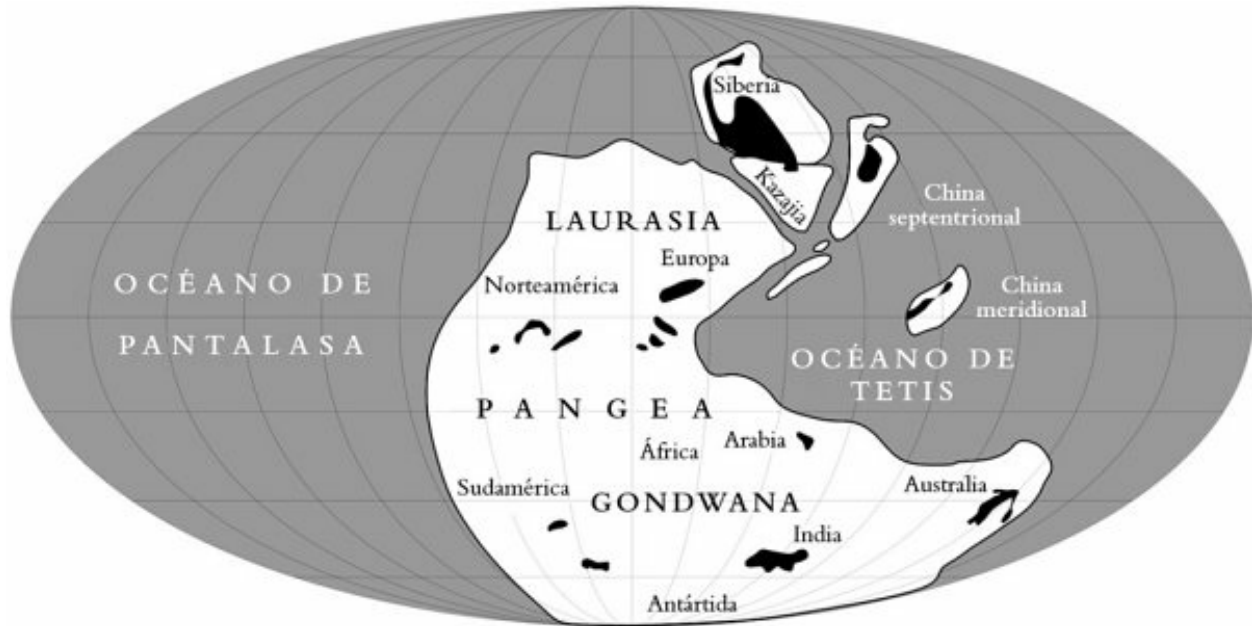 Siberia
Kazajia
China
septentrional
LAURASIA
Europa
Norteamérica
China
meridional
OCÉANO DE
PANTALASA
OCÉANO DE
TETIS
PANGEA
Arabia
África
Sudamérica
GONDWANA
Australia
India
Antártida